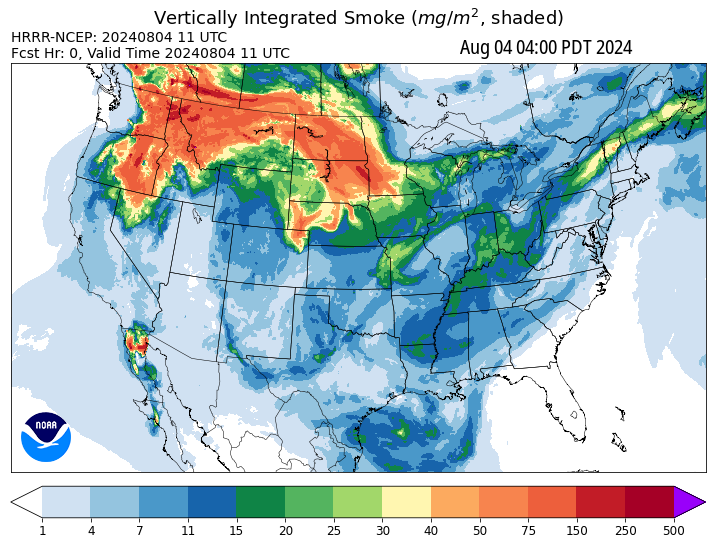 Vertically Integrated Smoke (mg/m², shaded)
HRRR-NCEP: 20240804 11 UTC
Fcst Hr: 0, Valid Time 20240804 11 UTC
Aug 04 04:00 PDT 2024
NOAA
1 4 7 11 15 20 25 30 40 50 75 150 250 500